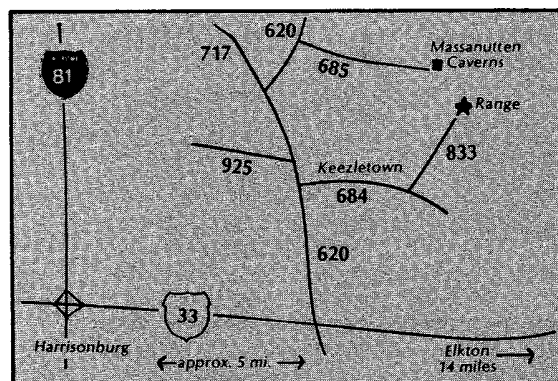 620
717
Massanutten
Caverns
685
81
Range
925
Keezletown
833
684
620
33
Harrisonburg
approx. 5 mi.
Elkton
14 miles